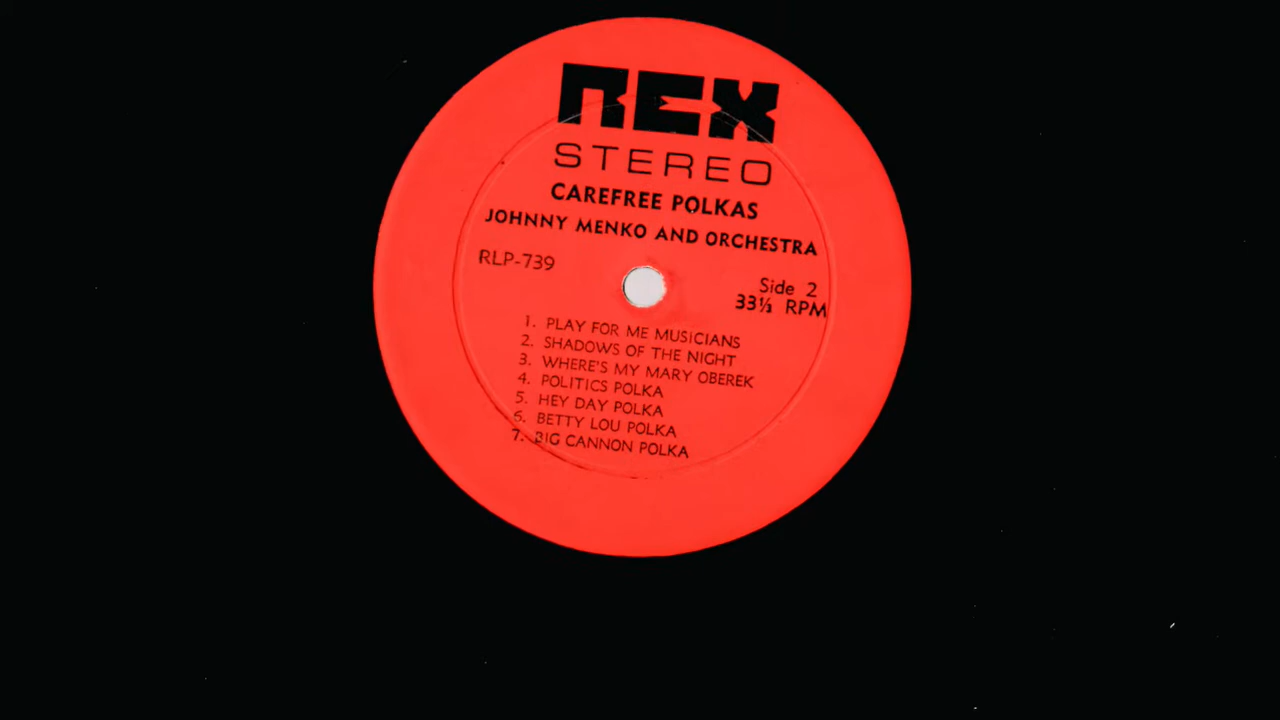 REX
STEREO
CAREFREE POLKAS
JOHNNY MENKO AND ORCHESTRA
RLP-739
Side 2
33⅓ RPM
1. PLAY FOR ME MUSICIANS
2. SHADOWS OF THE NIGHT
3. WHERE'S MY MARY OBEREK
4. POLITICS POLKA
5. HEY DAY POLKA
6. BETTY LOU POLKA
7. BIG CANNON POLKA